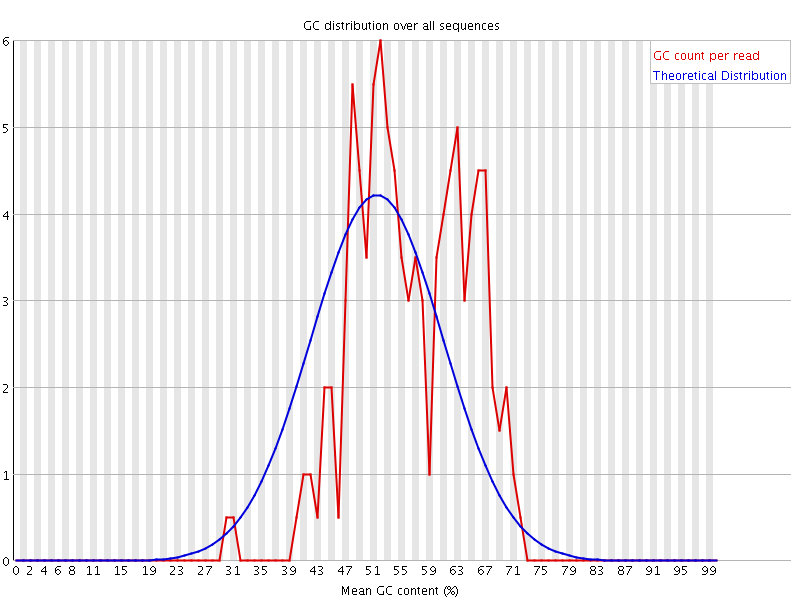 GC distribution over all sequences
GC count per read
Theoretical Distribution
6
5
4
3
2
1
0
0 2 4 6 8 11 15 19 23 27 31 35 39 43 47 51 55 59 63 67 71 75 79 83 87 91 95 99
Mean GC content (%)